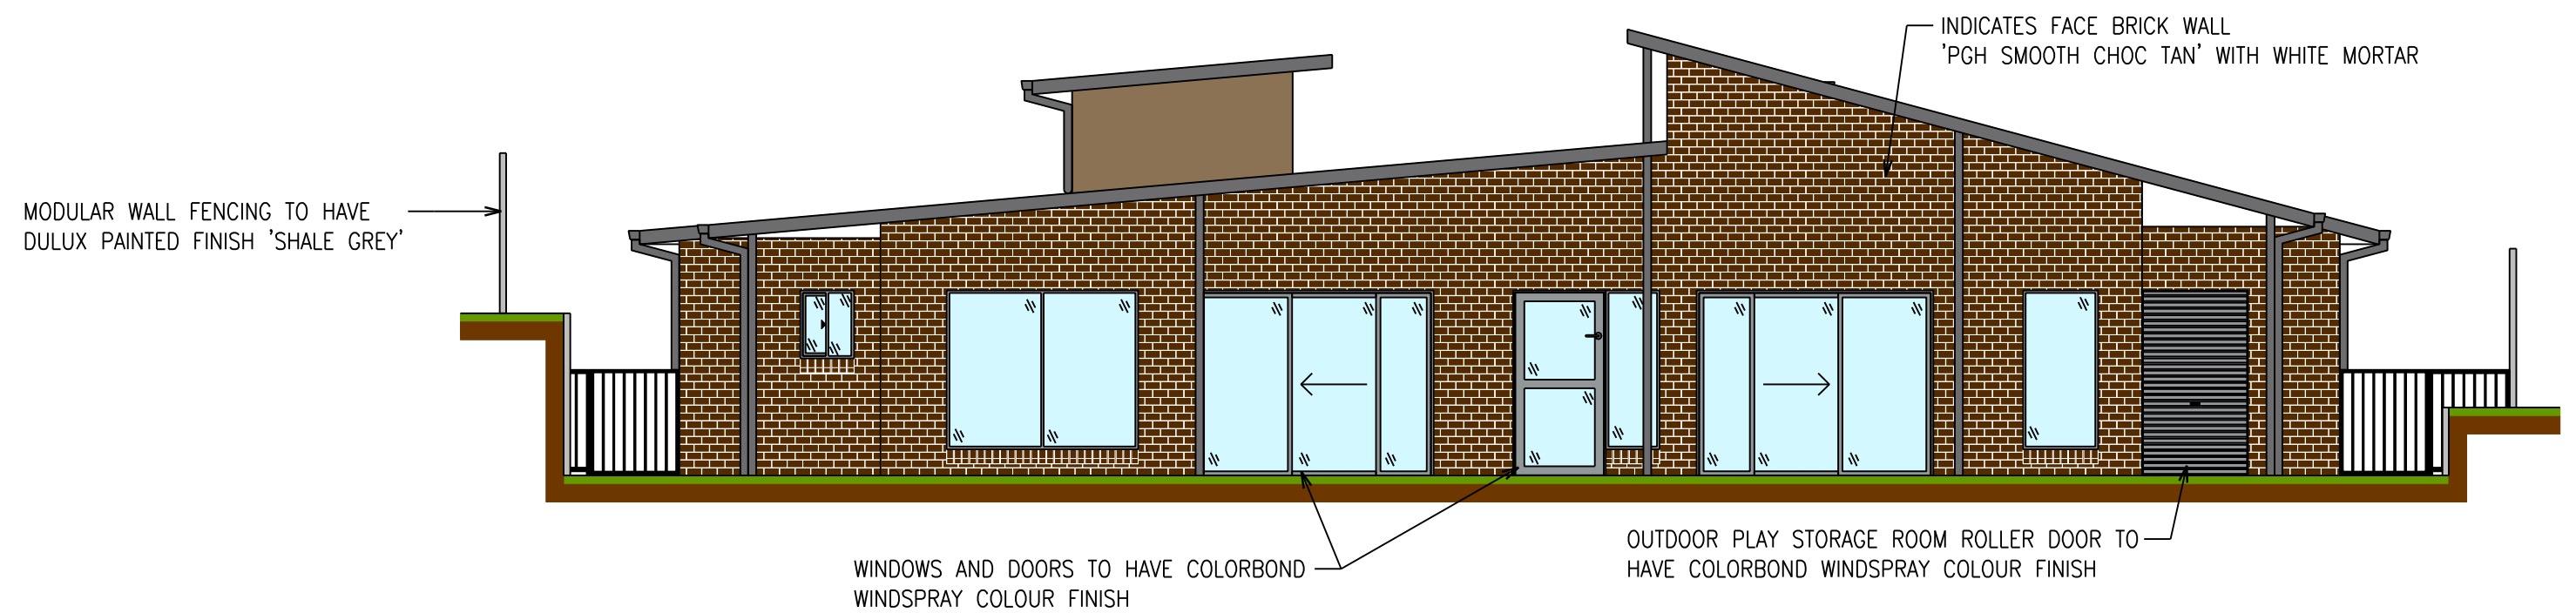 INDICATES FACE BRICK WALL
'PGH SMOOTH CHOC TAN' WITH WHITE MORTAR
MODULAR WALL FENCING TO HAVE
DULUX PAINTED FINISH 'SHALE GREY'
WINDOWS AND DOORS TO HAVE COLORBOND
WINDSPRAY COLOUR FINISH
OUTDOOR PLAY STORAGE ROOM ROLLER DOOR TO
HAVE COLORBOND WINDSPRAY COLOUR FINISH